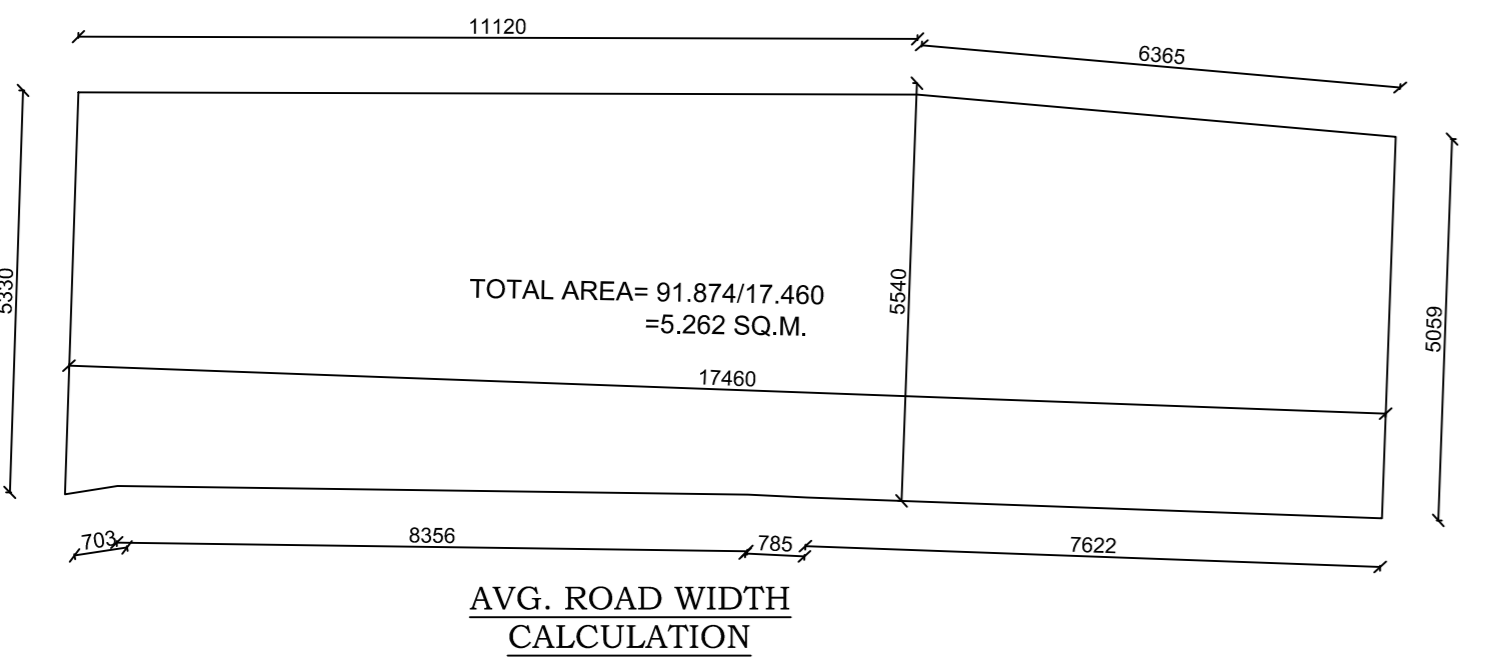 11120
6365
5330
TOTAL AREA= 91.874/17.460
=5.262 SQ.M.
5540
5059
17460
703
8356
785
7622
AVG. ROAD WIDTH
CALCULATION